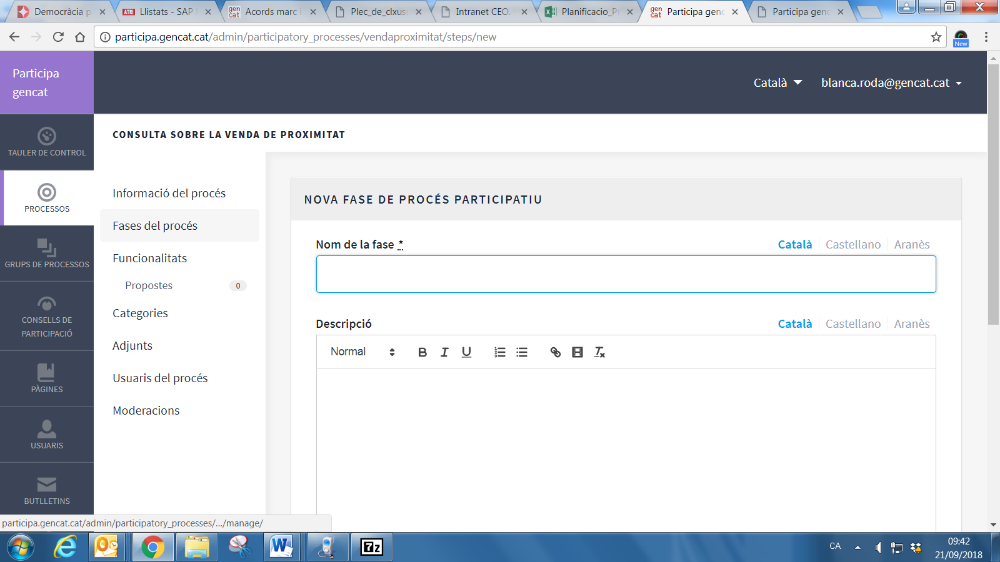 Democràcia p
Llistats - SAP
Acords marc i
Plec_de_clxus
Intranet CEO.
Planificacio_Pr
Participa genc
Participa genc
participa.gencat.cat/admin/participatory_processes/vendaproximitat/steps/new
New
Participa
gencat
Català
blanca.roda@gencat.cat
CONSULTA SOBRE LA VENDA DE PROXIMITAT
TAULER DE CONTROL
PROCESSOS
GRUPS DE PROCESSOS
CONSELLS DE
PARTICIPACIÓ
PÀGINES
USUARIS
BUTLLETINS
Informació del procés
Fases del procés
Funcionalitats
Propostes 0
Categories
Adjunts
Usuaris del procés
Moderacions
NOVA FASE DE PROCÉS PARTICIPATIU
Nom de la fase *
Català Castellano Aranès
Descripció
Català Castellano Aranès
Normal
participa.gencat.cat/admin/participatory_processes/.../manage/
CA
09:42
21/09/2018